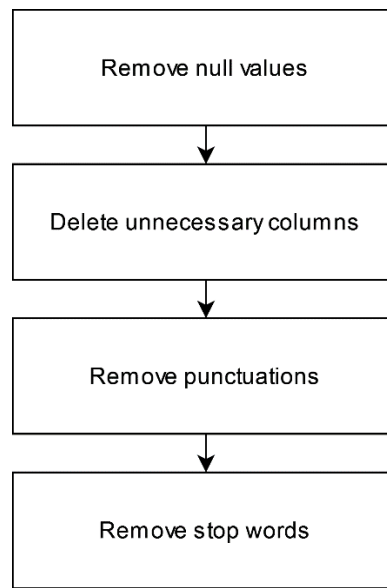 Remove null values
Delete unnecessary columns
Remove punctuations
Remove stop words